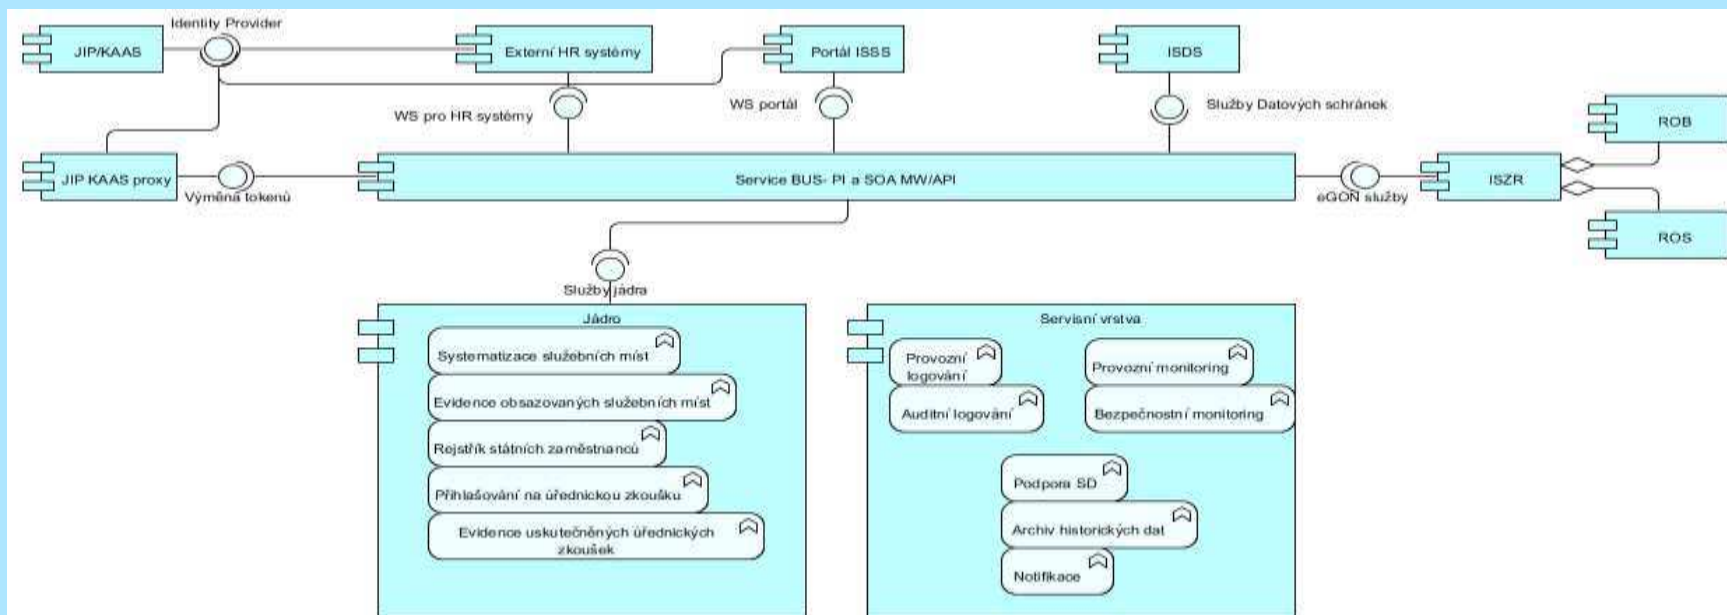 Identity Provider
JIP/KAAS
Externí HR systémy
Portál ISSS
ISDS
WS pro HR systémy
WS portál
Služby Datových schránek
ROB
JIP KAAS proxy
Výměna tokenů
Service BUS- PI a SOA MW/API
eGON služby
ISZR
ROS
Služby jádra
Jádro
Systematizace služebních míst
Evidence obsazovaných služebních míst
Rejstřík státních zaměstnanců
Přihlašování na úřednickou zkoušku
Evidence uskutečněných úřednických
zkoušek
Servisní vrstva
Provozní
logování
Provozní monitoring
Auditní logování
Bezpečnostní monitoring
Podpora SD
Archiv historických dat
Notifikace